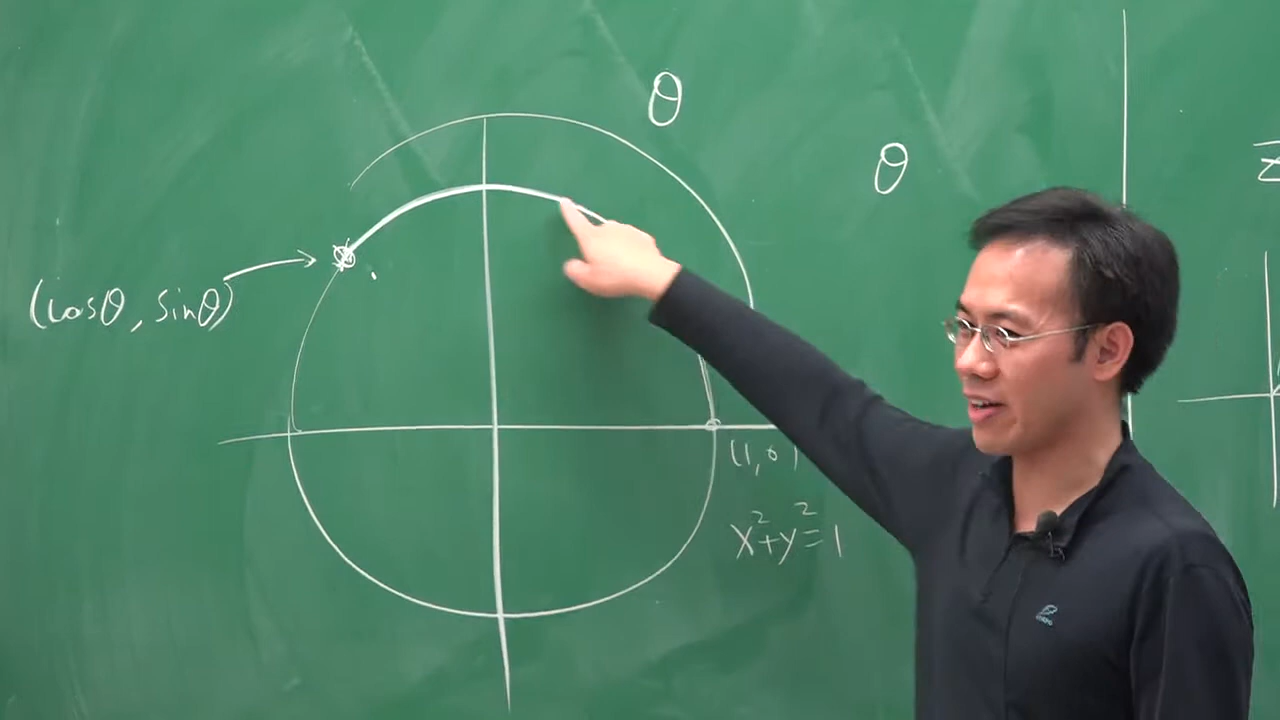 θ
θ
(cosθ, sinθ)
(1,0)
x²+y²=1